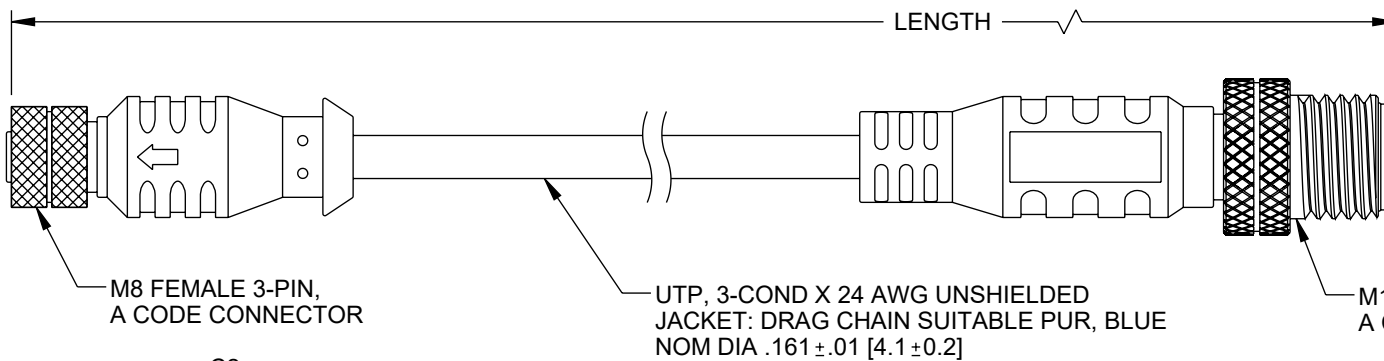 LENGTH
M8 FEMALE 3-PIN,
A CODE CONNECTOR
UTP, 3-COND X 24 AWG UNSHIELDED
JACKET: DRAG CHAIN SUITABLE PUR, BLUE
NOM DIA .161±.01 [4.1±0.2]
A